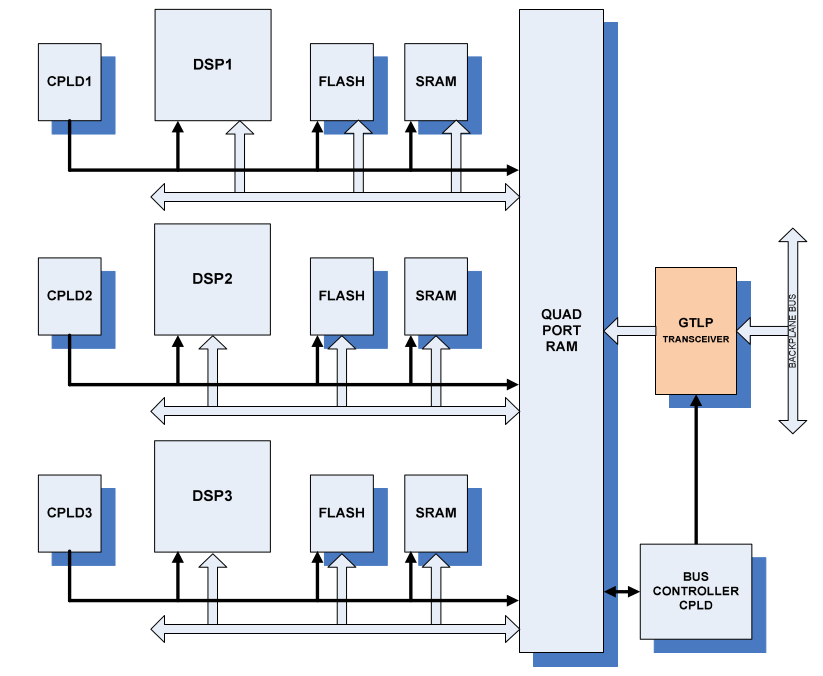 CPLD1
DSP1
FLASH
SRAM
CPLD2
DSP2
FLASH
SRAM
QUAD
PORT
RAM
GTLP
TRANSCEIVER
BACKPLANE BUS
CPLD3
DSP3
FLASH
SRAM
BUS
CONTROLLER
CPLD